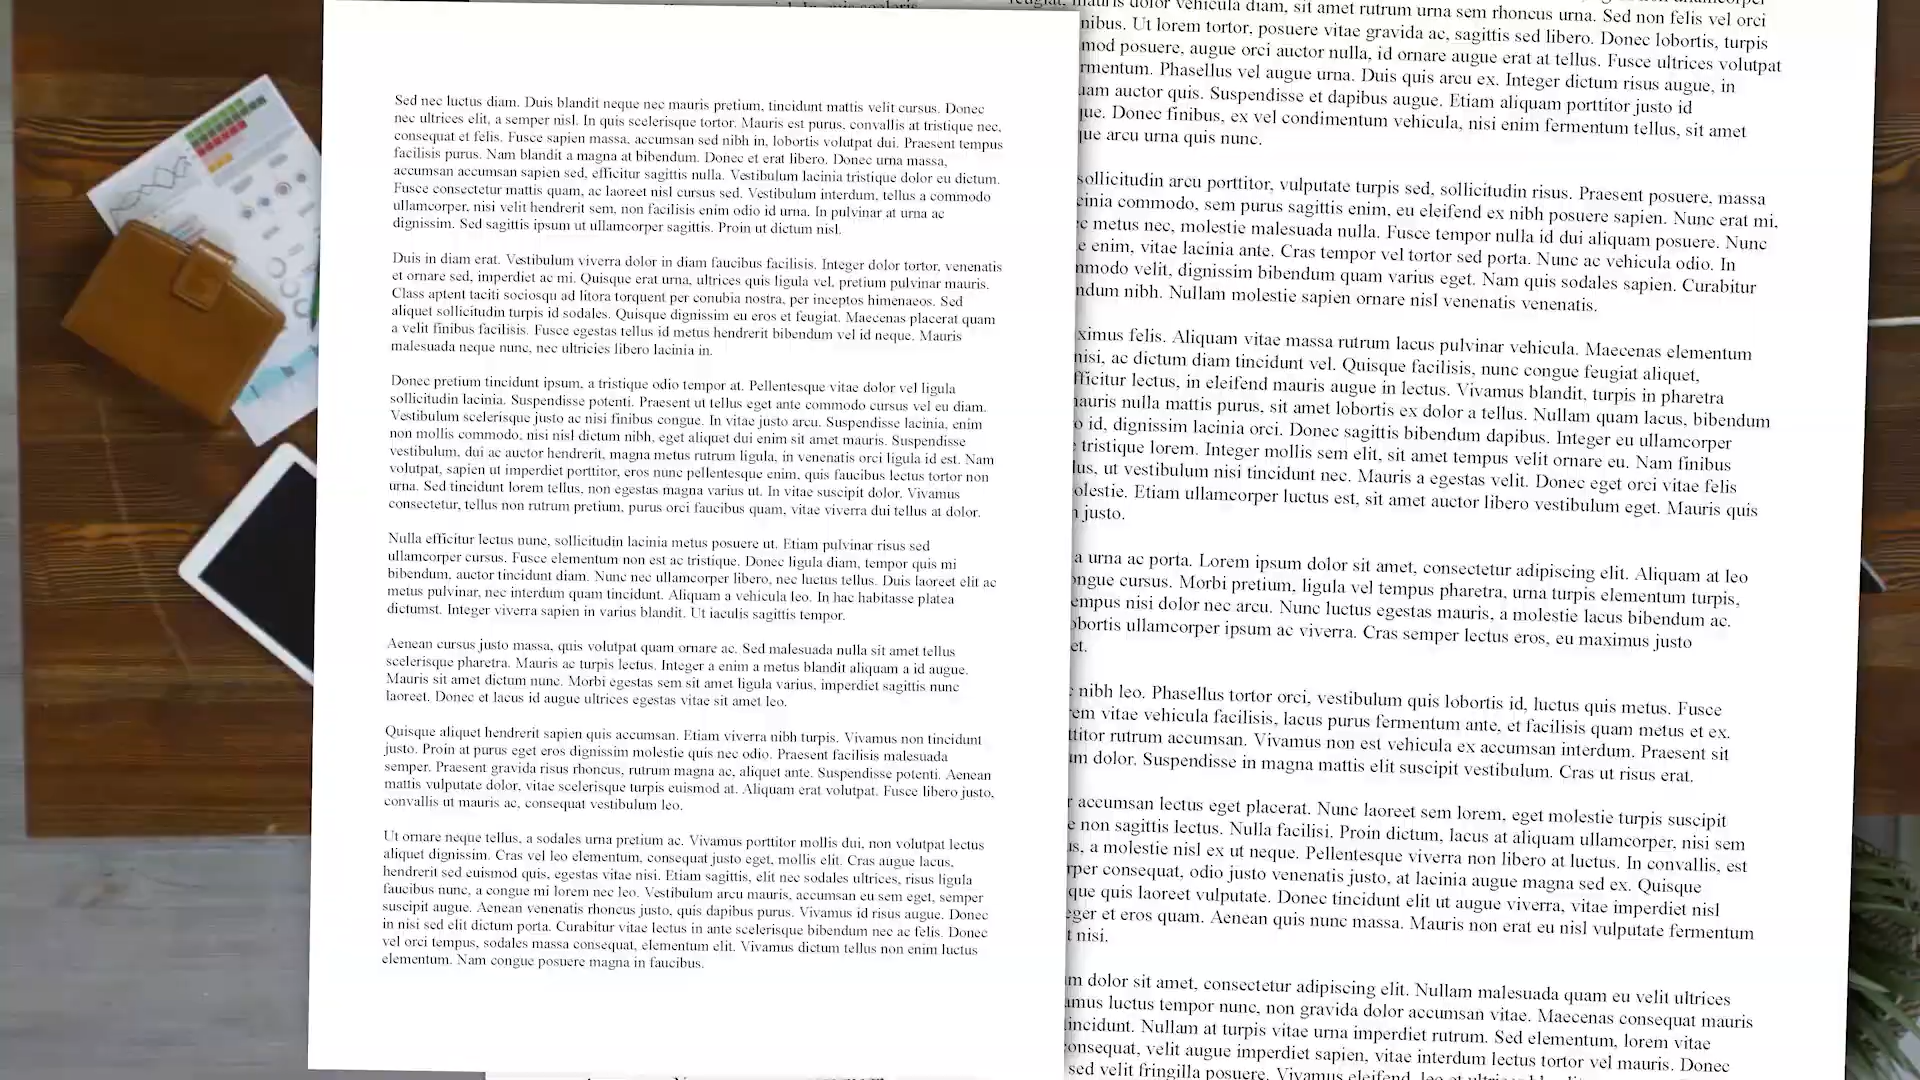 Sed nec luctus diam. Duis blandit neque nec mauris pretium, tincidunt mattis velit cursus. Donec
nec ultrices elit, a semper nisl. In quis scelerisque tortor. Mauris est purus, convallis at tristique nec,
consequat et felis. Fusce sapien massa, accumsan sed nibh in, lobortis volutpat dui. Praesent tempus
facilisis purus. Nam blandit a magna at bibendum. Donec et erat libero. Donec urna massa,
accumsan accumsan sapien sed, efficitur sagittis nulla. Vestibulum lacinia tristique dolor eu dictum.
Fusce consectetur mattis quam, ac laoreet nisl cursus sed. Vestibulum interdum, tellus a commodo
ullamcorper, nisi velit hendrerit sem, non facilisis enim odio id urna. In pulvinar at urna ac
dignissim. Sed sagittis ipsum ut ullamcorper sagittis. Proin ut dictum nisl.
Duis in diam erat. Vestibulum viverra dolor in diam faucibus facilisis. Integer dolor tortor, venenatis
et ornare sed, imperdiet ac mi. Quisque erat urna, ultrices quis ligula vel, pretium pulvinar mauris.
Class aptent taciti sociosqu ad litora torquent per conubia nostra, per inceptos himenaeos. Sed
aliquet sollicitudin turpis id sodales. Quisque dignissim eu eros et feugiat. Maecenas placerat quam
a velit finibus facilisis. Fusce egestas tellus id metus hendrerit bibendum vel id neque. Mauris
malesuada neque nunc, nec ultricies libero lacinia in.
Donec pretium tincidunt ipsum, a tristique odio tempor at. Pellentesque vitae dolor vel ligula
sollicitudin lacinia. Suspendisse potenti. Praesent ut tellus eget ante commodo cursus vel eu diam.
Vestibulum scelerisque justo ac nisi finibus congue. In vitae justo arcu. Suspendisse lacinia, enim
non mollis commodo, nisi nisl dictum nibh, eget aliquet dui enim sit amet mauris. Suspendisse
vestibulum, dui ac auctor hendrerit, magna metus rutrum ligula, in venenatis orci ligula id est. Nam
volutpat, sapien ut imperdiet porttitor, eros nunc pellentesque enim, quis faucibus lectus tortor non
urna. Sed tincidunt lorem tellus, non egestas magna varius ut. In vitae suscipit dolor. Vivamus
consectetur, tellus non rutrum pretium, purus orci faucibus quam, vitae viverra dui tellus at dolor.
Nulla efficitur lectus nunc, sollicitudin lacinia metus posuere ut. Etiam pulvinar risus sed
ullamcorper cursus. Fusce elementum non est ac tristique. Donec ligula diam, tempor quis mi
bibendum, auctor tincidunt diam. Nunc nec ullamcorper libero, nec luctus tellus. Duis laoreet elit ac
metus pulvinar, nec interdum quam tincidunt. Aliquam a vehicula leo. In hac habitasse platea
dictumst. Integer viverra sapien in varius blandit. Ut iaculis sagittis tempor.
Aenean cursus justo massa, quis volutpat quam ornare ac. Sed malesuada nulla sit amet tellus
scelerisque pharetra. Mauris ac turpis lectus. Integer a enim a metus blandit aliquam a id augue.
Mauris sit amet dictum nunc. Morbi egestas sem sit amet ligula varius, imperdiet sagittis nunc
laoreet. Donec et lacus id augue ultrices egestas vitae sit amet leo.
Quisque aliquet hendrerit sapien quis accumsan. Etiam viverra nibh turpis. Vivamus non tincidunt
justo. Proin at purus eget eros dignissim molestie quis nec odio. Praesent facilisis malesuada
semper. Praesent gravida risus rhoncus, rutrum magna ac, aliquet ante. Suspendisse potenti. Aenean
mattis vulputate dolor, vitae scelerisque turpis euismod at. Aliquam erat volutpat. Fusce libero justo,
convallis ut mauris ac, consequat vestibulum leo.
Ut ornare neque tellus, a sodales urna pretium ac. Vivamus porttitor mollis dui, non volutpat lectus
aliquet dignissim. Cras vel leo elementum, consequat justo eget, mollis elit. Cras augue lacus,
hendrerit sed euismod quis, egestas vitae nisi. Etiam sagittis, elit nec sodales ultrices, risus ligula
faucibus nunc, a congue mi lorem nec leo. Vestibulum arcu mauris, accumsan eu sem eget, semper
suscipit augue. Aenean venenatis rhoncus justo, quis dapibus purus. Vivamus id risus augue. Donec
in nisi sed elit dictum porta. Curabitur vitae lectus in ante scelerisque bibendum nec ac felis. Donec
vel orci tempus, sodales massa consequat, elementum elit. Vivamus dictum tellus non enim luctus
elementum. Nam congue posuere magna in faucibus.
mauris dolor vehicula diam, sit amet rutrum urna sem rhoncus urna. Sed non felis vel orci
nibus. Ut lorem tortor, posuere vitae gravida ac, sagittis sed libero. Donec lobortis, turpis
mod posuere, augue orci auctor nulla, id ornare augue erat at tellus. Fusce ultrices volutpat
rmentum. Phasellus vel augue urna. Duis quis arcu ex. Integer dictum risus augue, in
uam auctor quis. Suspendisse et dapibus augue. Etiam aliquam porttitor justo id
que. Donec finibus, ex vel condimentum vehicula, nisi enim fermentum tellus, sit amet
que arcu urna quis nunc.
sollicitudin arcu porttitor, vulputate turpis sed, sollicitudin risus. Praesent posuere, massa
cinia commodo, sem purus sagittis enim, eu eleifend ex nibh posuere sapien. Nunc erat mi,
c metus nec, molestie malesuada nulla. Fusce tempor nulla id dui aliquam posuere. Nunc
e enim, vitae lacinia ante. Cras tempor vel tortor sed porta. Nunc ac vehicula odio. In
mmodo velit, dignissim bibendum quam varius eget. Nam quis sodales sapien. Curabitur
ndum nibh. Nullam molestie sapien ornare nisl venenatis venenatis.
ximus felis. Aliquam vitae massa rutrum lacus pulvinar vehicula. Maecenas elementum
nisi, ac dictum diam tincidunt vel. Quisque facilisis, nunc congue feugiat aliquet,
fficitur lectus, in eleifend mauris augue in lectus. Vivamus blandit, turpis in pharetra
mauris nulla mattis purus, sit amet lobortis ex dolor a tellus. Nullam quam lacus, bibendum
o id, dignissim lacinia orci. Donec sagittis bibendum dapibus. Integer eu ullamcorper
tristique lorem. Integer mollis sem elit, sit amet tempus velit ornare eu. Nam finibus
lus, ut vestibulum nisi tincidunt nec. Mauris a egestas velit. Donec eget orci vitae felis
olestie. Etiam ullamcorper luctus est, sit amet auctor libero vestibulum eget. Mauris quis
justo.
a urna ac porta. Lorem ipsum dolor sit amet, consectetur adipiscing elit. Aliquam at leo
ongue cursus. Morbi pretium, ligula vel tempus pharetra, urna turpis elementum turpis,
empus nisi dolor nec arcu. Nunc luctus egestas mauris, a molestie lacus bibendum ac.
obortis ullamcorper ipsum ac viverra. Cras semper lectus eros, eu maximus justo
et.
nibh leo. Phasellus tortor orci, vestibulum quis lobortis id, luctus quis metus. Fusce
em vitae vehicula facilisis, lacus purus fermentum ante, et facilisis quam metus et ex.
ttitor rutrum accumsan. Vivamus non est vehicula ex accumsan interdum. Praesent sit
m dolor. Suspendisse in magna mattis elit suscipit vestibulum. Cras ut risus erat.
r accumsan lectus eget placerat. Nunc laoreet sem lorem, eget molestie turpis suscipit
e non sagittis lectus. Nulla facilisi. Proin dictum, lacus at aliquam ullamcorper, nisi sem
us, a molestie nisl ex ut neque. Pellentesque viverra non libero at luctus. In convallis, est
rper consequat, odio justo venenatis justo, at lacinia augue magna sed ex. Quisque
que quis laoreet vulputate. Donec tincidunt elit ut augue viverra, vitae imperdiet nisl
eger et eros quam. Aenean quis nunc massa. Mauris non erat eu nisl vulputate fermentum
t nisi.
m dolor sit amet, consectetur adipiscing elit. Nullam malesuada quam eu velit ultrices
amus luctus tempor nunc, non gravida dolor accumsan vitae. Maecenas consequat mauris
tincidunt. Nullam at turpis vitae urna imperdiet rutrum. Sed elementum, lorem vitae
consequat, velit augue imperdiet sapien, vitae interdum lectus tortor vel mauris. Donec
sed velit fringilla posuere. Vivamus eleifend, leo et